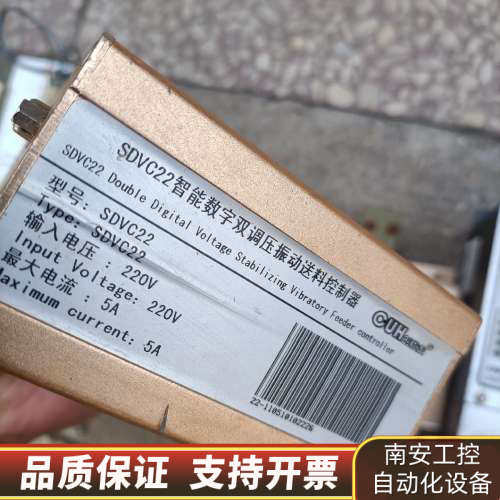 SDVC22智能数字双调压振动送料控制器
SDVC22 Double Digital Voltage Stabilizing Vibratory Feeder controller
型号: SDVC22
Type: SDVC22
输入电压: 220V
Input Voltage: 220V
最大电流: 5A
Maximum current: 5A
CUH
22-110510102226
品质保证 支持开票
南安工控
自动化设备